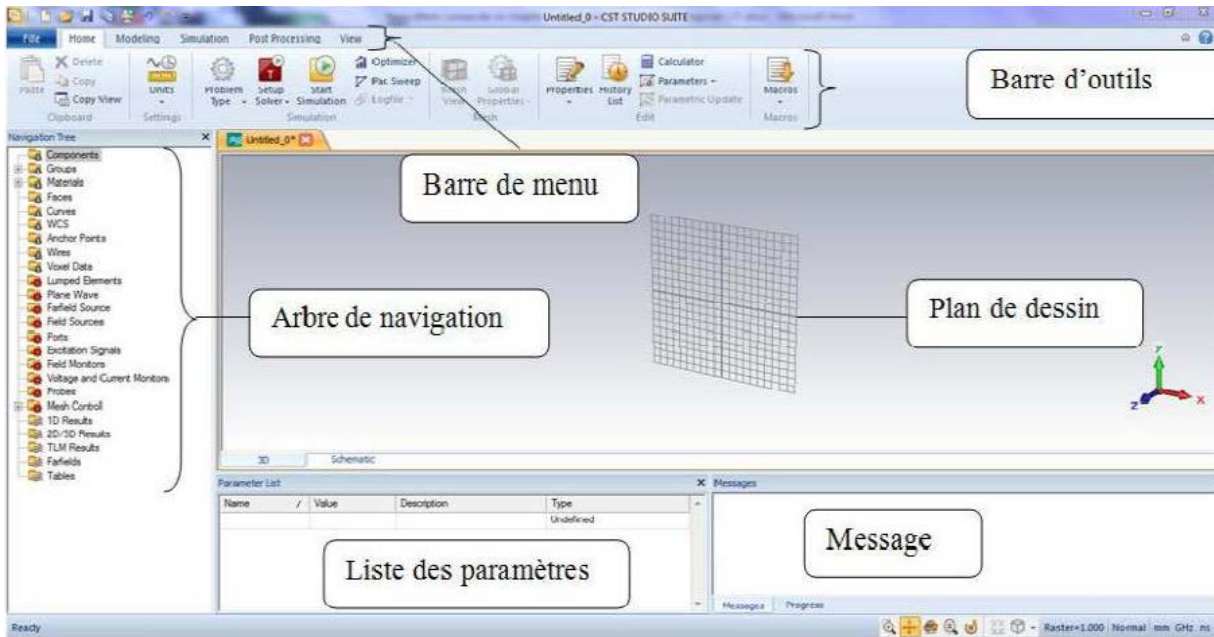 Untitled_0 - CST STUDIO SUITE
File Home Modeling Simulation Post Processing View
Paste
Delete
Copy
Copy View
Clipboard
Units
Settings
Problem Type
Setup Solver
Start Simulation
Optimizer
Par. Sweep
Logfile
Simulation
Mesh View
Global Properties
Mesh
Properties
History List
Calculator
Parameters
Parametric Update
Edit
Macros
Macros
Barre d'outils
Barre de menu
Navigation Tree
Components
Groups
Materials
Faces
Curves
WCS
Anchor Points
Wires
Voxel Data
Lumped Elements
Plane Wave
Farfield Source
Field Sources
Ports
Excitation Signals
Field Monitors
Voltage and Current Monitors
Probes
Mesh Control
1D Results
2D/3D Results
TLM Results
Farfields
Tables
Arbre de navigation
Untitled_0*
Plan de dessin
Y
X
Z
3D Schematic
Parameter List
Name / Value Description Type
Undefined
Liste des paramètres
Messages
Message
Messages Progress
Ready
Raster=1.000 Normal mm GHz ns